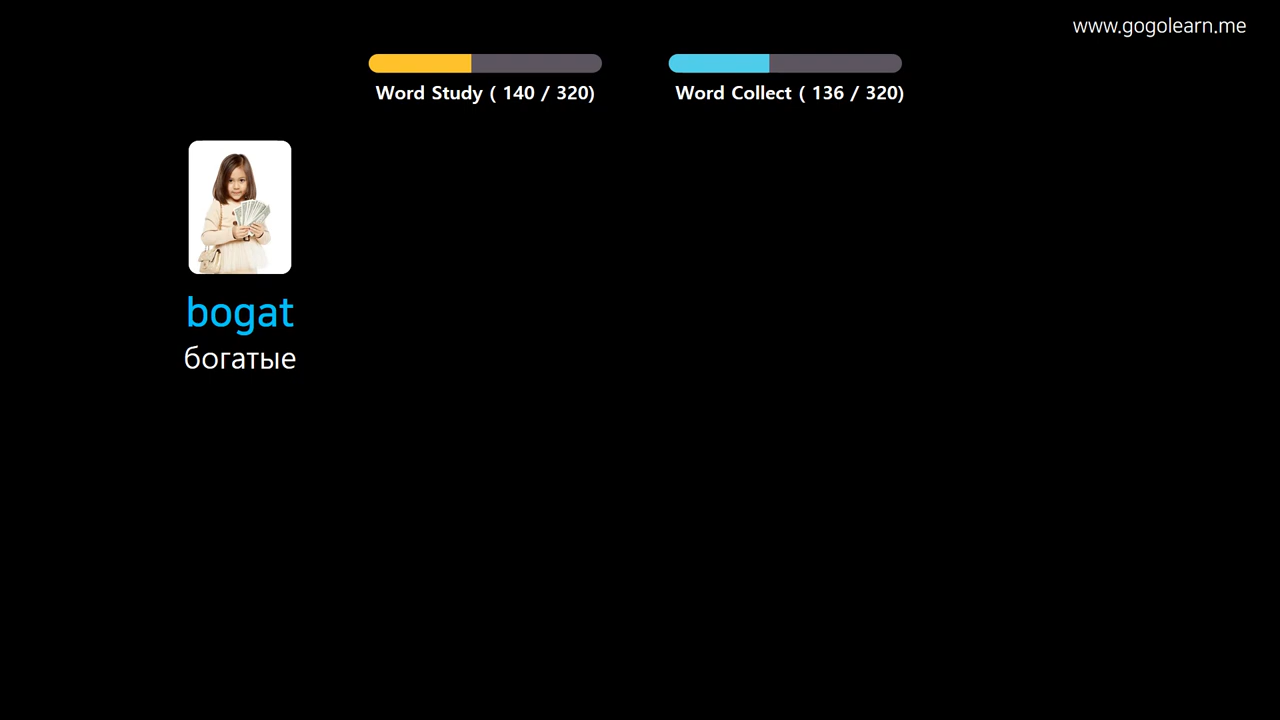 www.gogolearn.me
Word Study ( 140 / 320)
Word Collect ( 136 / 320)
bogat
богатые